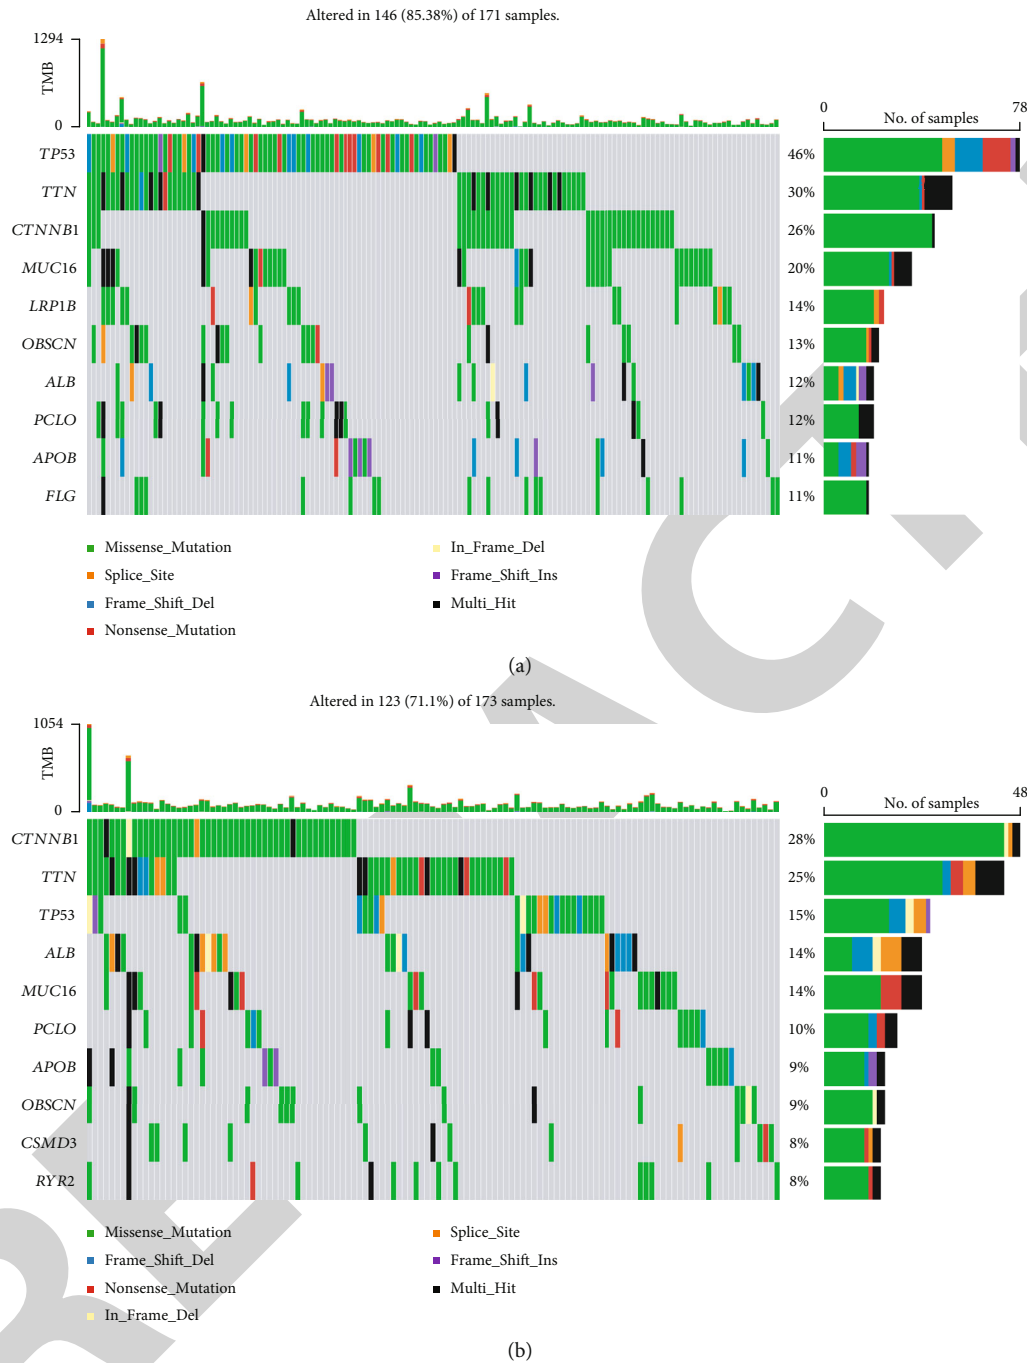 Altered in 146 (85.38%) of 171 samples.
1294
TMB
0
0 78
No. of samples
TP53 46%
TTN 30%
CTNNB1 26%
MUC16 20%
LRP1B 14%
OBSCN 13%
ALB 12%
PCLO 12%
APOB 11%
FLG 11%
Missense_Mutation
Splice_Site
Frame_Shift_Del
Nonsense_Mutation
In_Frame_Del
Frame_Shift_Ins
Multi_Hit
(a)
Altered in 123 (71.1%) of 173 samples.
1054
TMB
0
0 48
No. of samples
CTNNB1 28%
TTN 25%
TP53 15%
ALB 14%
MUC16 14%
PCLO 10%
APOB 9%
OBSCN 9%
CSMD3 8%
RYR2 8%
Missense_Mutation
Frame_Shift_Del
Nonsense_Mutation
In_Frame_Del
Splice_Site
Frame_Shift_Ins
Multi_Hit
(b)